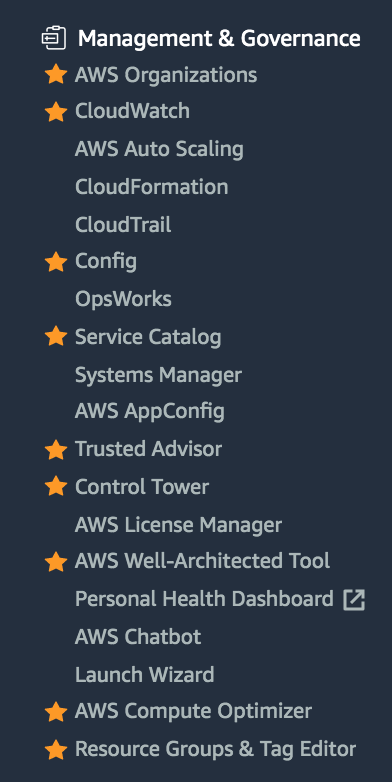 Management & Governance
AWS Organizations
CloudWatch
AWS Auto Scaling
CloudFormation
CloudTrail
Config
OpsWorks
Service Catalog
Systems Manager
AWS AppConfig
Trusted Advisor
Control Tower
AWS License Manager
AWS Well-Architected Tool
Personal Health Dashboard
AWS Chatbot
Launch Wizard
AWS Compute Optimizer
Resource Groups & Tag Editor